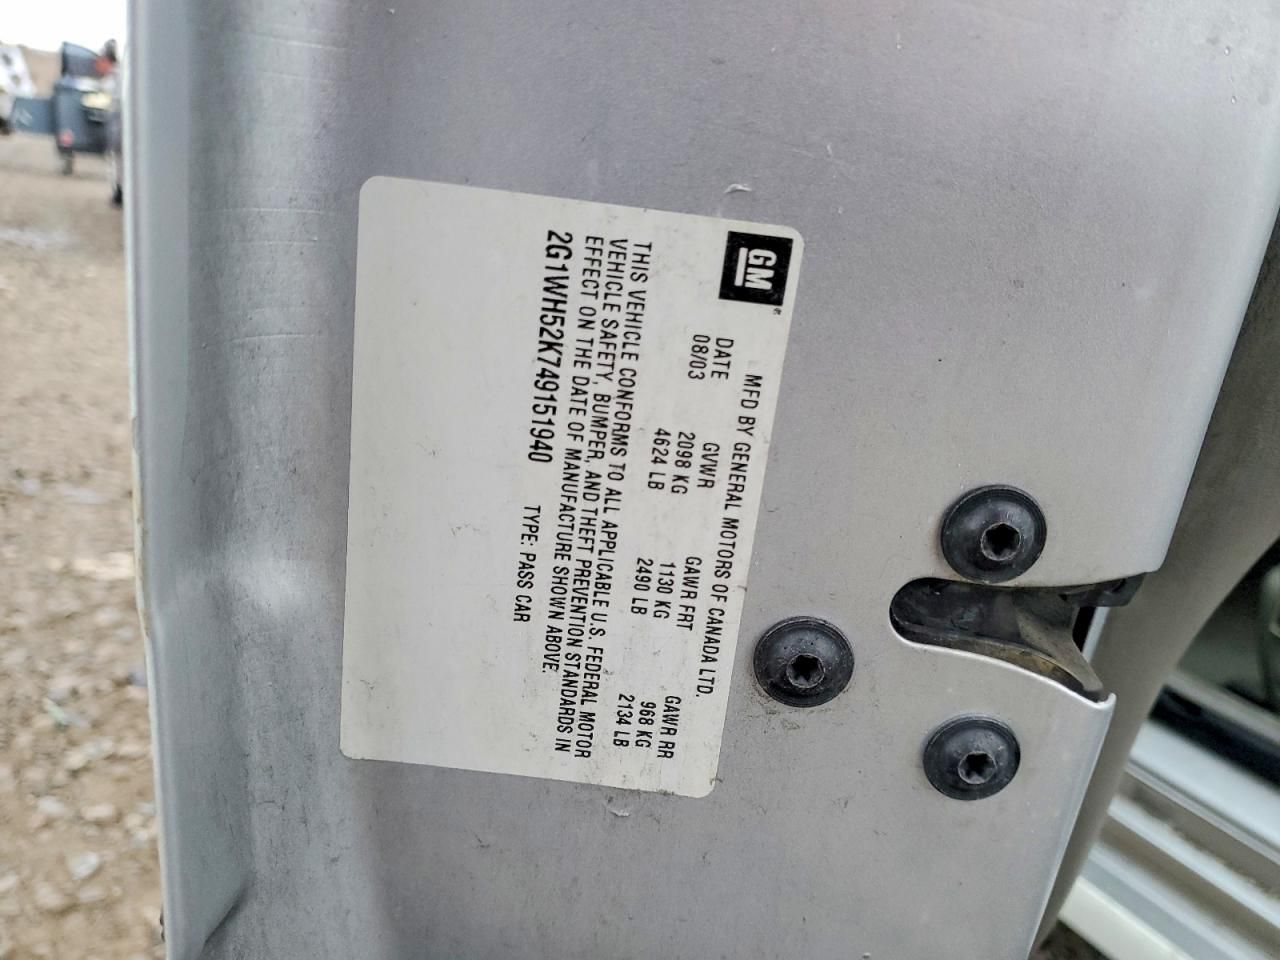 GM
MFD BY GENERAL MOTORS OF CANADA LTD.
DATE GVWR GAWR FRT GAWR RR
08/03 2098 KG 1130 KG 968 KG
4624 LB 2490 LB 2134 LB
THIS VEHICLE CONFORMS TO ALL APPLICABLE U.S. FEDERAL MOTOR
VEHICLE SAFETY, BUMPER, AND THEFT PREVENTION STANDARDS IN
EFFECT ON THE DATE OF MANUFACTURE SHOWN ABOVE.
2G1WH52K749151940 TYPE: PASS CAR